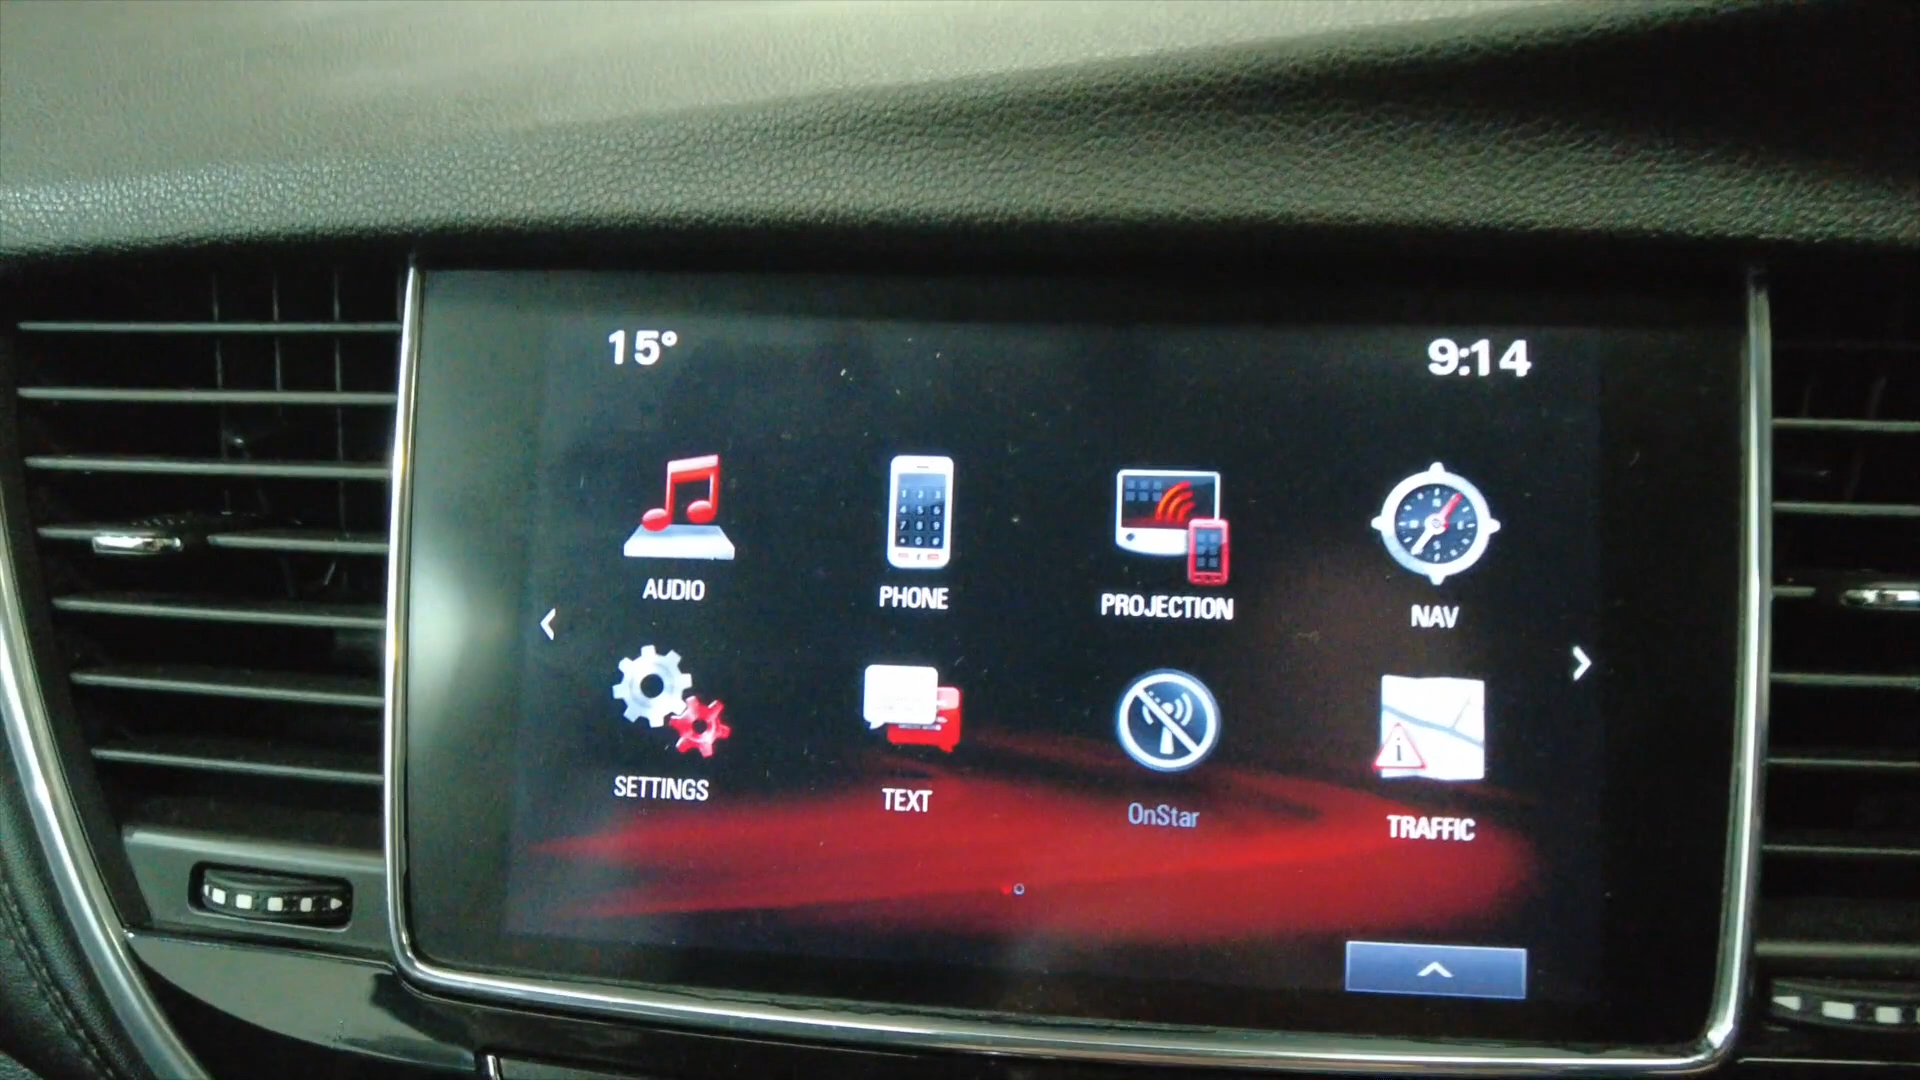 15°
9:14
AUDIO
PHONE
PROJECTION
NAV
SETTINGS
TEXT
OnStar
TRAFFIC